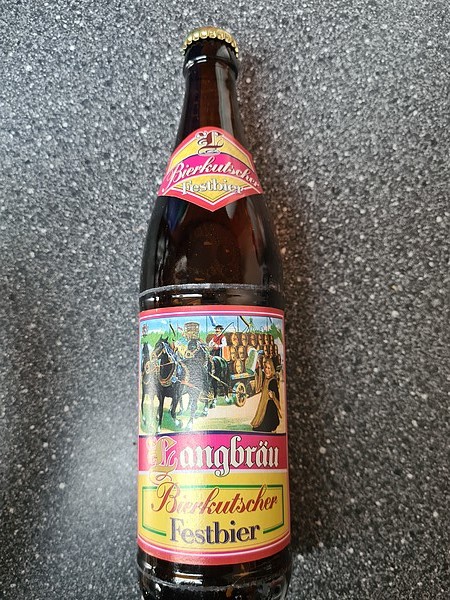 L
Bierkutscher
Festbier
Langbräu
Bierkutscher
Festbier